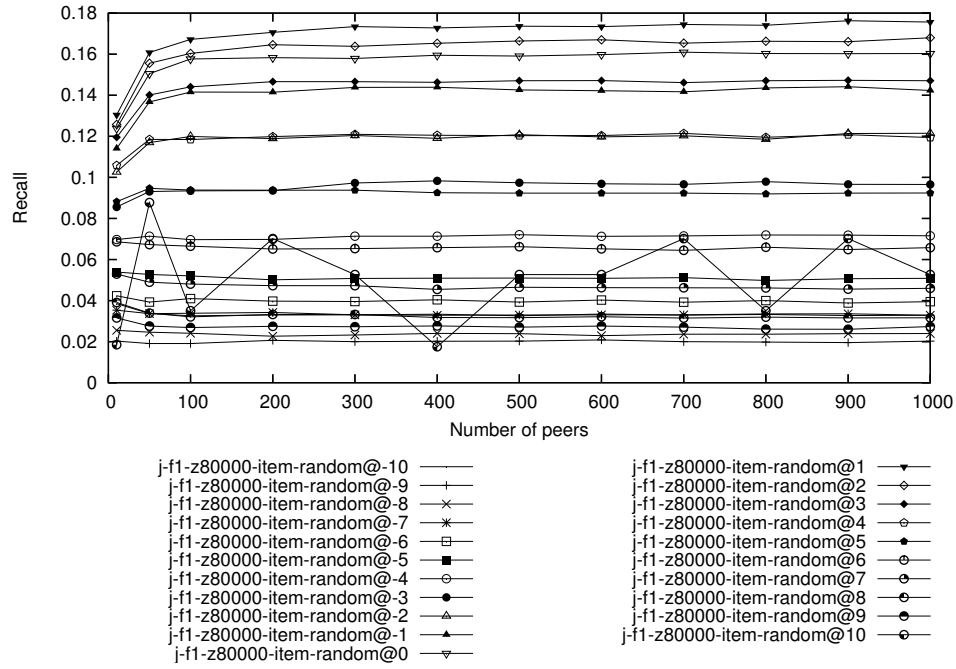 0.18
0.16
0.14
0.12
0.1
0.08
0.06
0.04
0.02
0
Recall
0 100 200 300 400 500 600 700 800 900 1000
Number of peers
j-f1-z80000-item-random@-10
j-f1-z80000-item-random@-9
j-f1-z80000-item-random@-8
j-f1-z80000-item-random@-7
j-f1-z80000-item-random@-6
j-f1-z80000-item-random@-5
j-f1-z80000-item-random@-4
j-f1-z80000-item-random@-3
j-f1-z80000-item-random@-2
j-f1-z80000-item-random@-1
j-f1-z80000-item-random@0
j-f1-z80000-item-random@1
j-f1-z80000-item-random@2
j-f1-z80000-item-random@3
j-f1-z80000-item-random@4
j-f1-z80000-item-random@5
j-f1-z80000-item-random@6
j-f1-z80000-item-random@7
j-f1-z80000-item-random@8
j-f1-z80000-item-random@9
j-f1-z80000-item-random@10